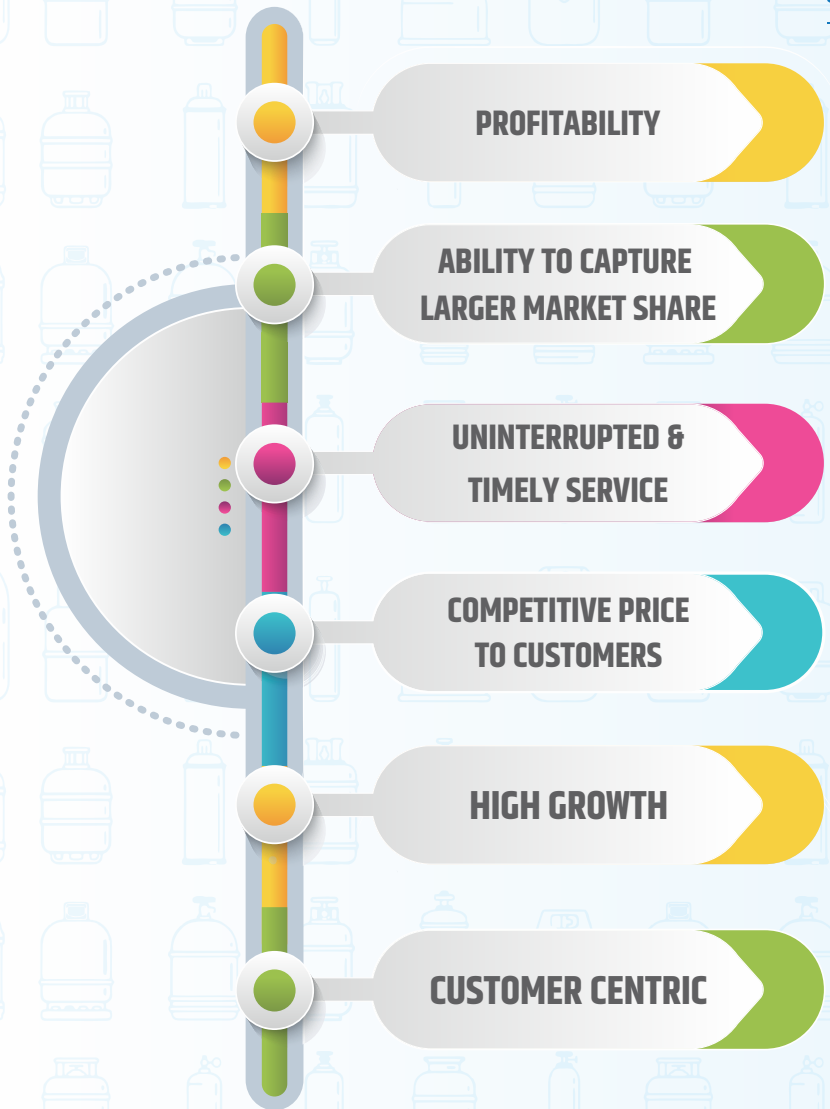 PROFITABILITY
ABILITY TO CAPTURE
LARGER MARKET SHARE
UNINTERRUPTED &
TIMELY SERVICE
COMPETITIVE PRICE
TO CUSTOMERS
HIGH GROWTH
CUSTOMER CENTRIC